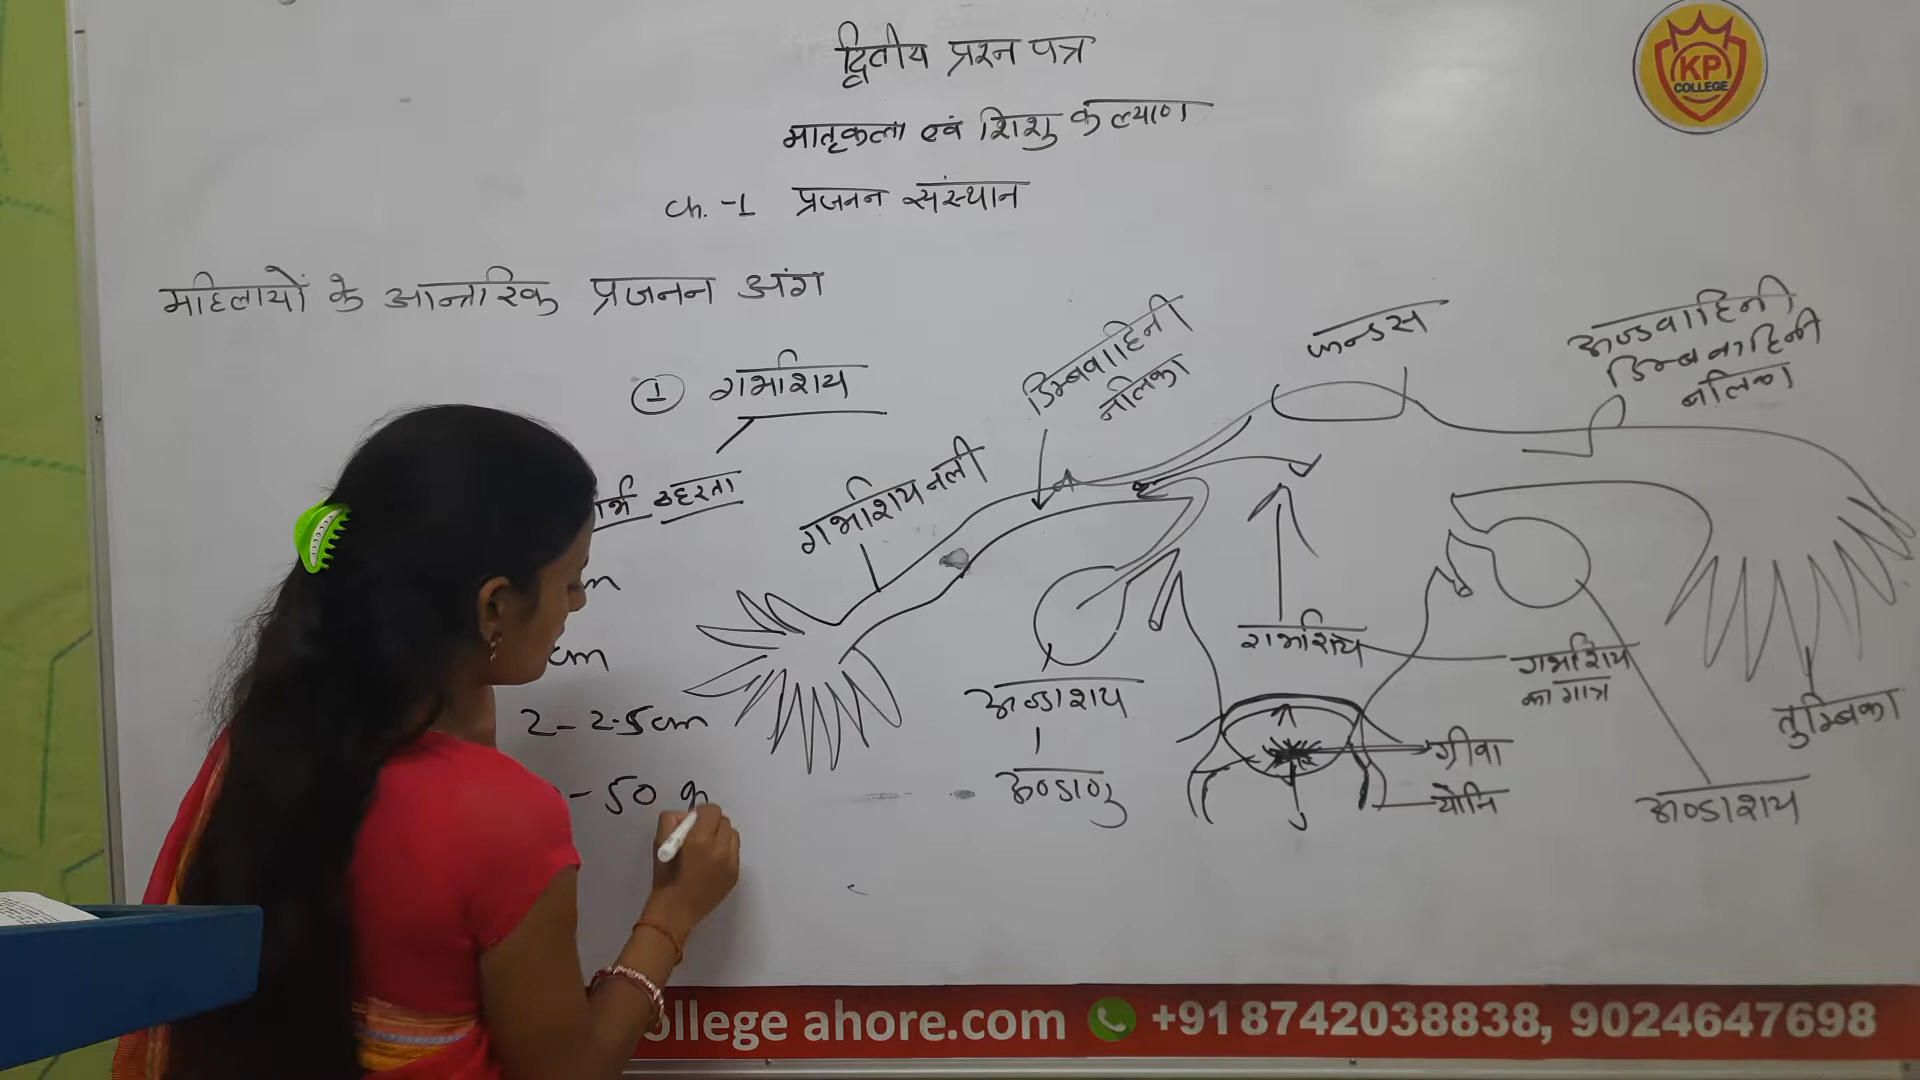 द्वितीय प्रश्न पत्र
मातृकला एवं शिशु कल्याण
Ch. -1 प्रजनन संस्थान
महिलायों के आन्तरिक प्रजनन अंग
① गर्भाशय
ठहरता
cm
2 - 2.5cm
- 50 g
गर्भाशय नली
डिम्बवाहिनी
नलिका
फन्डस
अण्डवाहिनी
डिम्बवाहिनी
नलिका
अण्डाशय
अण्डाणु
गर्भाशय
गर्भाशय
का गात्र
ग्रीवा
योनि
तुम्बिका
अण्डाशय
KP
COLLEGE
ollege ahore.com +91 8742038838, 9024647698